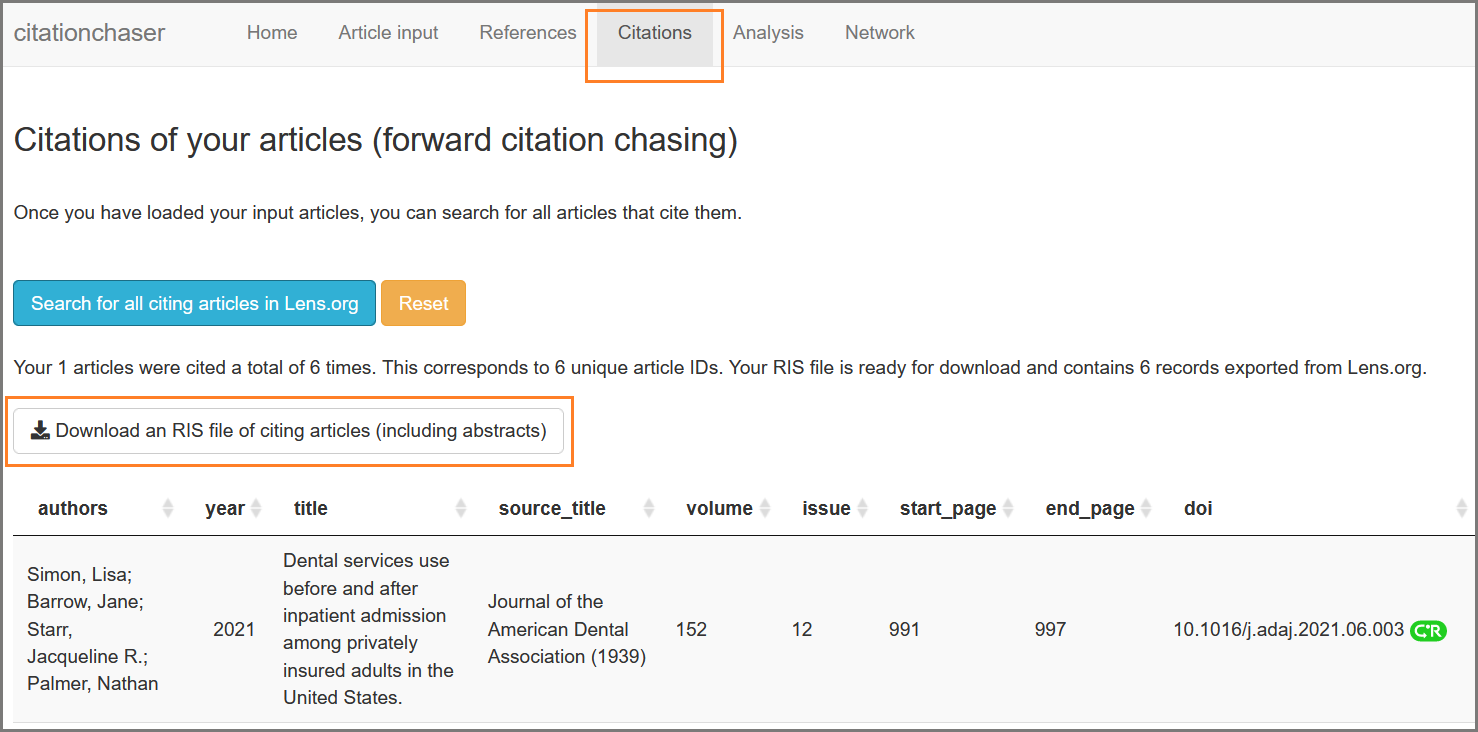 citationchaser Home Article input References Citations Analysis Network
Citations of your articles (forward citation chasing)
Once you have loaded your input articles, you can search for all articles that cite them.
Search for all citing articles in Lens.org Reset
Your 1 articles were cited a total of 6 times. This corresponds to 6 unique article IDs. Your RIS file is ready for download and contains 6 records exported from Lens.org.
Download an RIS file of citing articles (including abstracts)
authors year title source_title volume issue start_page end_page doi
Simon, Lisa;
Barrow, Jane;
Starr,
Jacqueline R.;
Palmer, Nathan
2021
Dental services use
before and after
inpatient admission
among privately
insured adults in the
United States.
Journal of the
American Dental
Association (1939)
152
12
991
997
10.1016/j.adaj.2021.06.003 C·R